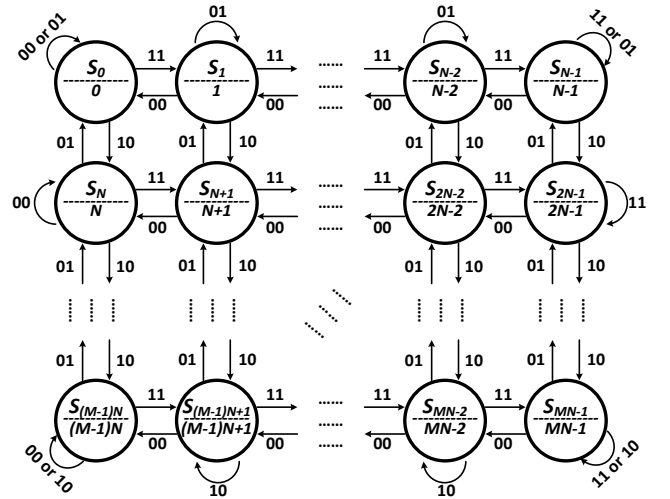 00 or 01 01 01 11 or 01
S0 11 S1 11 ...... 11 SN-2 11 SN-1
0 00 1 00 ...... 00 N-2 00 N-1
01 10 01 10 01 10 01 10
00 SN 11 SN+1 11 ...... 11 S2N-2 11 S2N-1 11
N 00 N+1 00 ...... 00 2N-2 00 2N-1
01 10 01 10 01 10 01 10
01 10 01 10 01 10 01 10
S(M-1)N 11 S(M-1)N+1 11 ...... 11 SMN-2 11 SMN-1
(M-1)N 00 (M-1)N+1 00 ...... 00 MN-2 00 MN-1
00 or 10 10 10 11 or 10